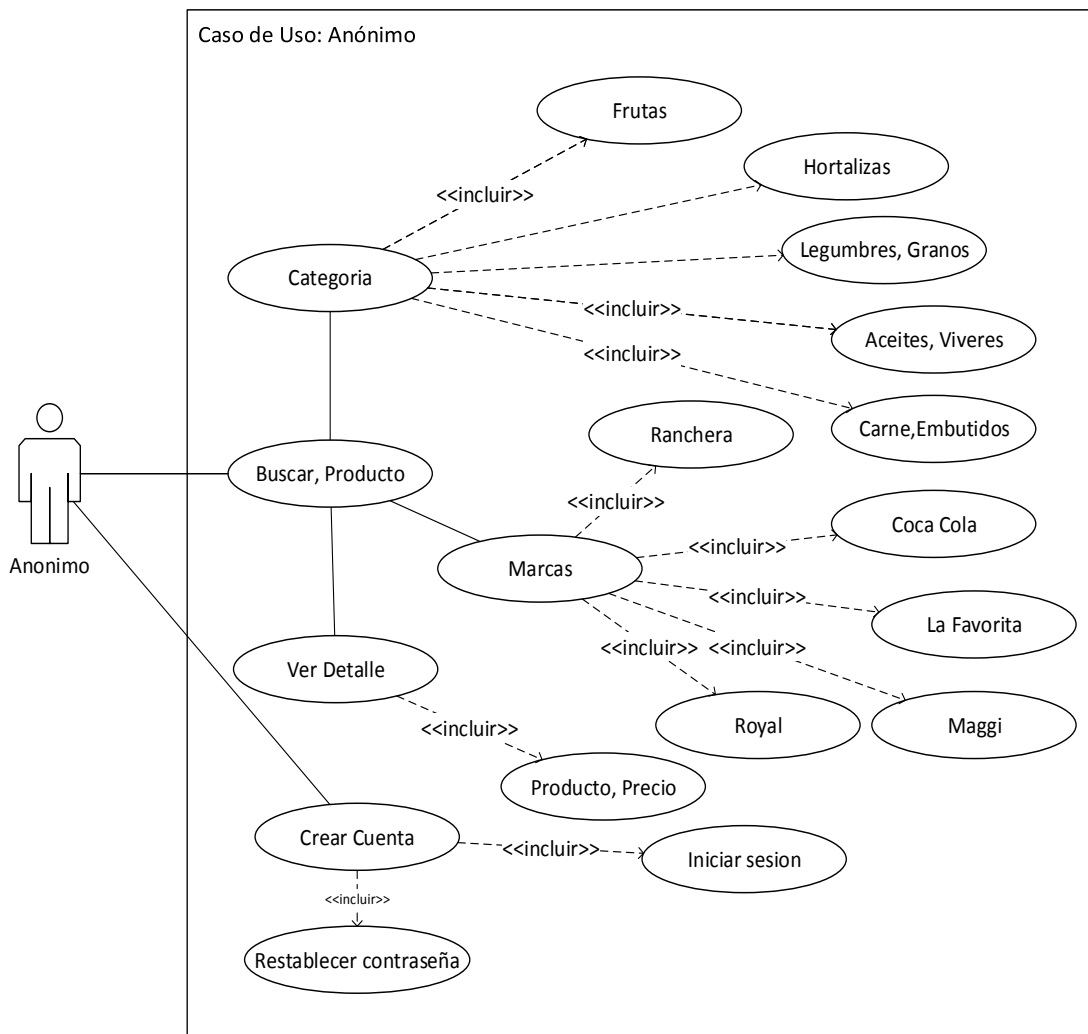 Caso de Uso: Anónimo
Frutas
Hortalizas
<<incluir>>
Legumbres, Granos
Categoria
<<incluir>>
Aceites, Viveres
<<incluir>>
Carne,Embutidos
Ranchera
Buscar, Producto
<<incluir>>
Coca Cola
<<incluir>>
Anonimo
Marcas
<<incluir>>
La Favorita
<<incluir>>
<<incluir>>
Ver Detalle
Royal
Maggi
<<incluir>>
Producto, Precio
Crear Cuenta
<<incluir>>
Iniciar sesion
<<incluir>>
Restablecer contraseña